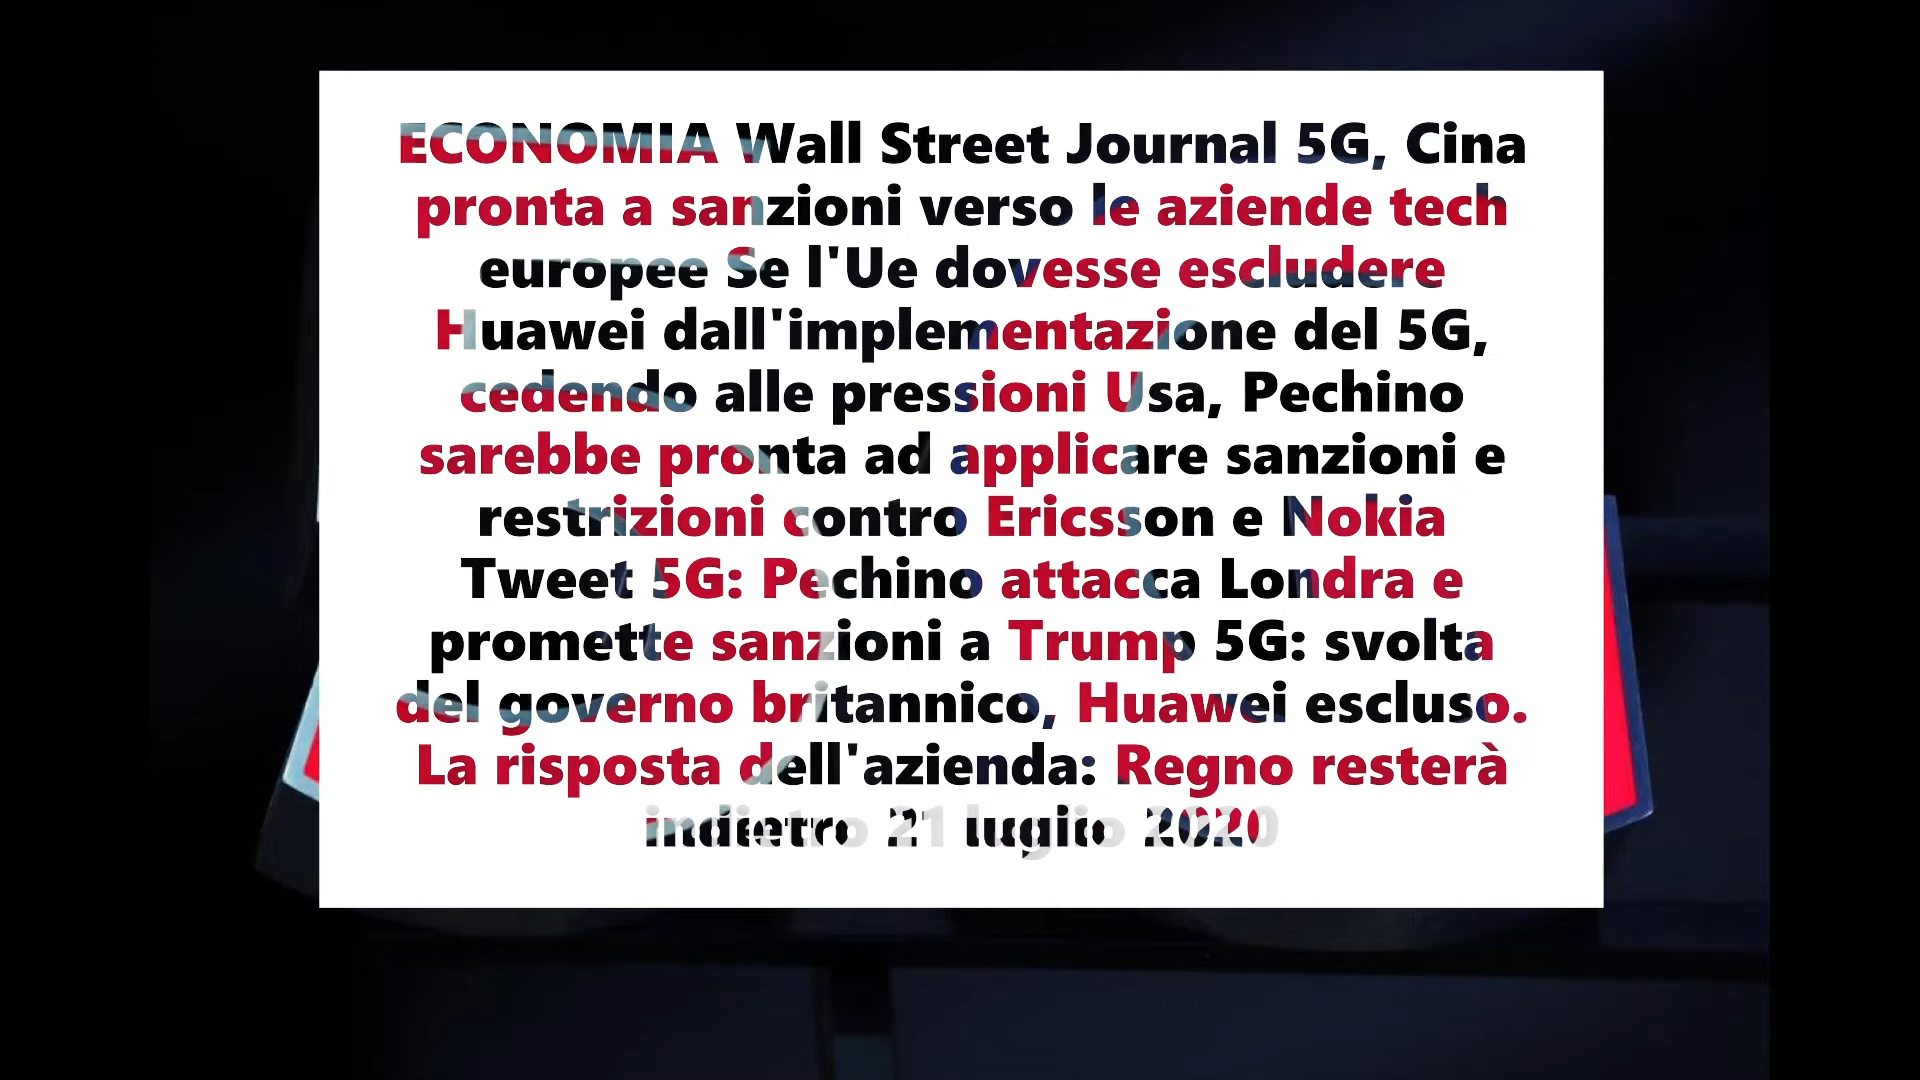 ECONOMIA Wall Street Journal 5G, Cina
pronta a sanzioni verso le aziende tech
europee Se l'Ue dovesse escludere
Huawei dall'implementazione del 5G,
cedendo alle pressioni Usa, Pechino
sarebbe pronta ad applicare sanzioni e
restrizioni contro Ericsson e Nokia
Tweet 5G: Pechino attacca Londra e
promette sanzioni a Trump 5G: svolta
del governo britannico, Huawei escluso.
La risposta dell'azienda: Regno resterà
indietro 21 luglio 2020